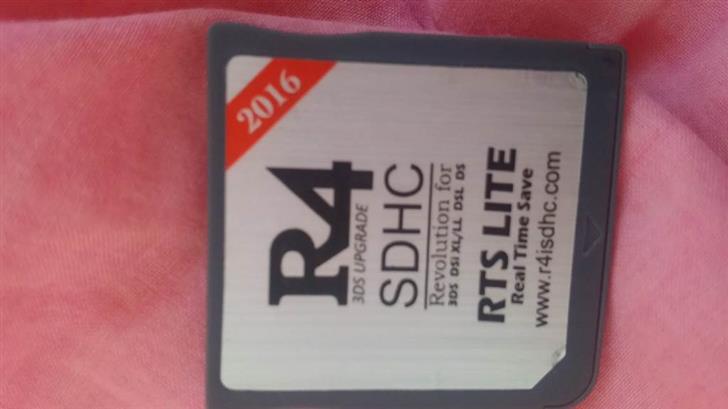 2016
R4
3DS UPGRADE
SDHC
Revolution for
3DS DSi XL/LL DSL DS
RTS LITE
Real Time Save
www.r4isdhc.com